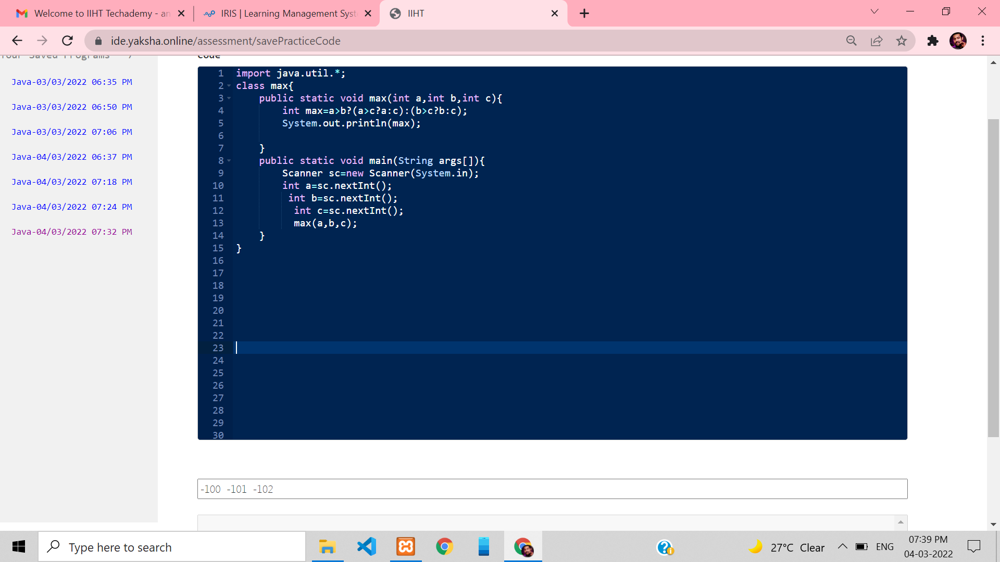 Welcome to IIHT Techademy - an
IRIS | Learning Management Syst
IIHT
ide.yaksha.online/assessment/savePracticeCode
Your Saved Programs 7
Code
Java-03/03/2022 06:35 PM
Java-03/03/2022 06:50 PM
Java-03/03/2022 07:06 PM
Java-04/03/2022 06:37 PM
Java-04/03/2022 07:18 PM
Java-04/03/2022 07:24 PM
Java-04/03/2022 07:32 PM
1 import java.util.*;
2 class max{
3 public static void max(int a,int b,int c){
4 int max=a>b?(a>c?a:c):(b>c?b:c);
5 System.out.println(max);
6
7 }
8 public static void main(String args[]){
9 Scanner sc=new Scanner(System.in);
10 int a=sc.nextInt();
11 int b=sc.nextInt();
12 int c=sc.nextInt();
13 max(a,b,c);
14 }
15 }
16
17
18
19
20
21
22
23
24
25
26
27
28
29
30
-100 -101 -102
Type here to search
27°C Clear
ENG
07:39 PM
04-03-2022